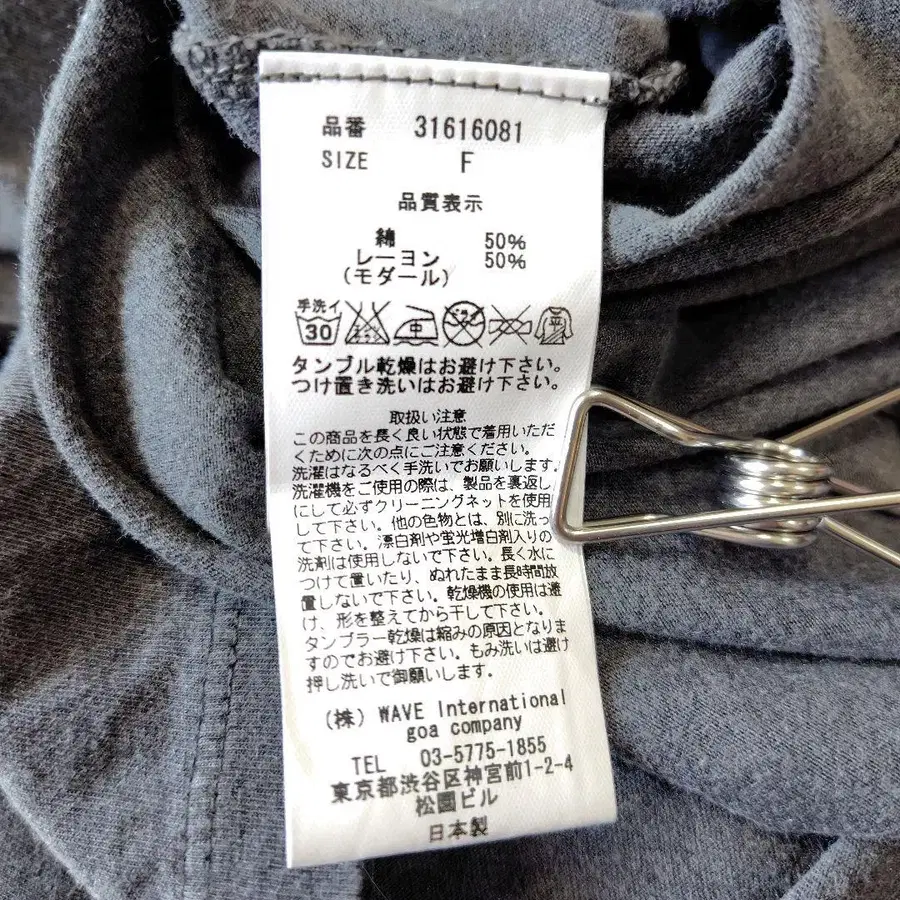 品番 31616081
SIZE F
品質表示
綿 50%
レーヨン 50%
(モダール)
手洗イ
30 エンソサラシ 中 ドライ 平
タンブル乾燥はお避け下さい。
つけ置き洗いはお避け下さい。
取扱い注意
この商品を長く良い状態で着用いただ
くために次の点にご注意ください。
洗濯はなるべく手洗いでお願いします。
洗濯機をご使用の際は、製品を裏返し
にして必ずクリーニングネットを使用
して下さい。他の色物とは、別に洗っ
て下さい。漂白剤や蛍光増白剤入りの
洗剤は使用しないで下さい。長く水に
つけて置いたり、ぬれたまま長時間放
置しないで下さい。乾燥機の使用は避
け、形を整えてから干して下さい。
タンブラー乾燥は縮みの原因となりま
すのでお避け下さい。もみ洗いは避け
押し洗いで御願いします。
(株) WAVE International
goa company
TEL 03-5775-1855
東京都渋谷区神宮前1-2-4
松園ビル
日本製